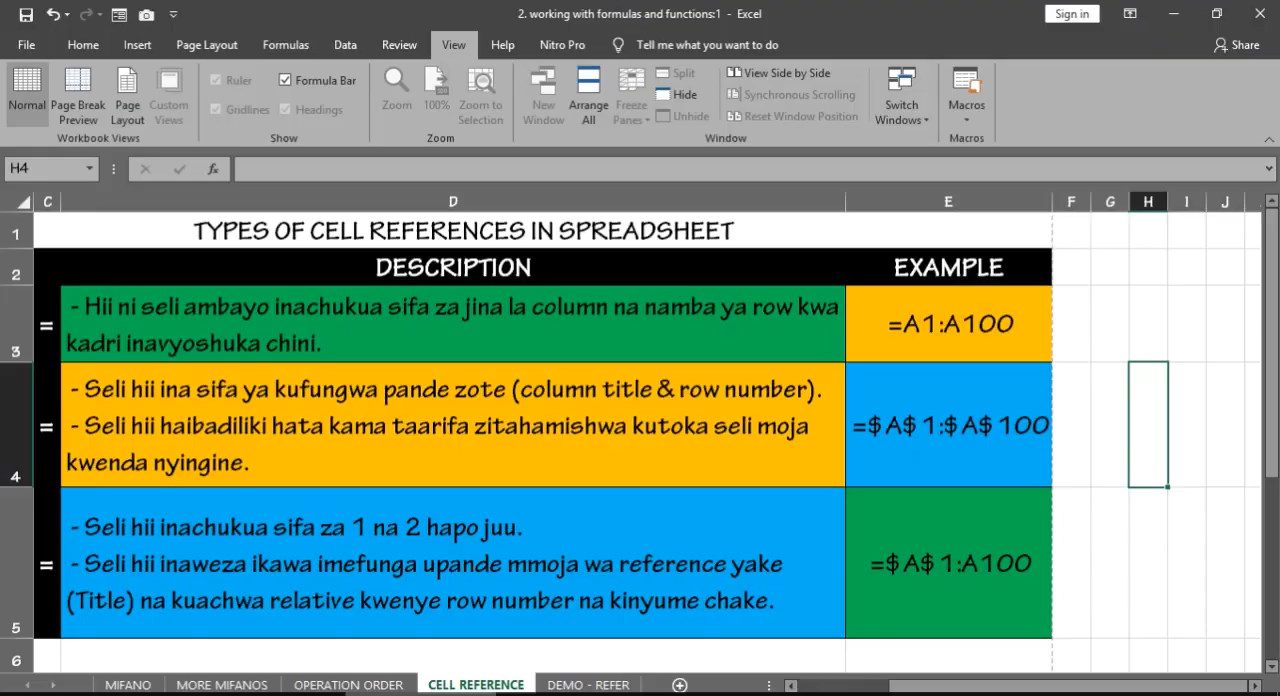 2. working with formulas and functions:1 - Excel
Sign in
File Home Insert Page Layout Formulas Data Review View Help Nitro Pro Tell me what you want to do Share
Ruler Formula Bar
Gridlines Headings
Normal Page Break Preview Page Layout Custom Views
Zoom 100% Zoom to Selection
New Window Arrange All Freeze Panes
Split
Hide
Unhide
View Side by Side
Synchronous Scrolling
Reset Window Position
Switch Windows
Macros
Workbook Views Show Zoom Window Macros
H4 fx
C D E F G H I J
1 TYPES OF CELL REFERENCES IN SPREADSHEET
2 DESCRIPTION EXAMPLE
- Hii ni seli ambayo inachukua sifa za jina la column na namba ya row kwa
= =A1:A100
3 kadri inavyoshuka chini.
- Seli hii ina sifa ya kufungwa pande zote (column title & row number).
= - Seli hii haibadiliki hata kama taarifa zitahamishwa kutoka seli moja =$A$1:$A$100
4 kwenda nyingine.
- Seli hii inachukua sifa za 1 na 2 hapo juu.
= - Seli hii inaweza ikawa imefunga upande mmoja wa reference yake =$A$1:A100
(Title) na kuachwa relative kwenye row number na kinyume chake.
5
6
MIFANO MORE MIFANOS OPERATION ORDER CELL REFERENCE DEMO - REFER